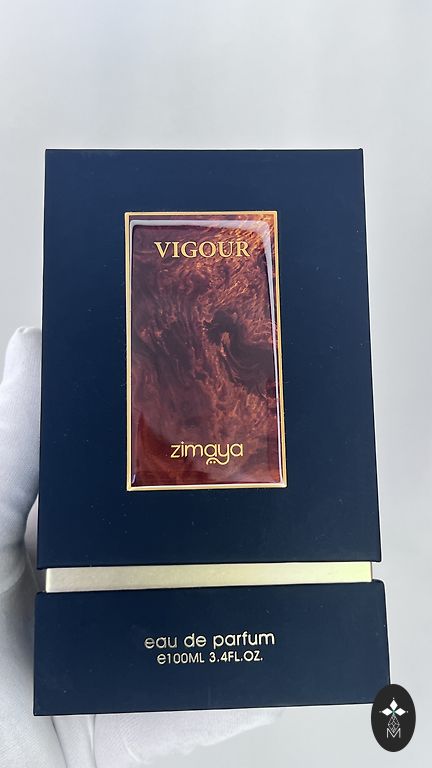 VIGOUR
zimaya
eau de parfum
e100ML 3.4FL.OZ.
M